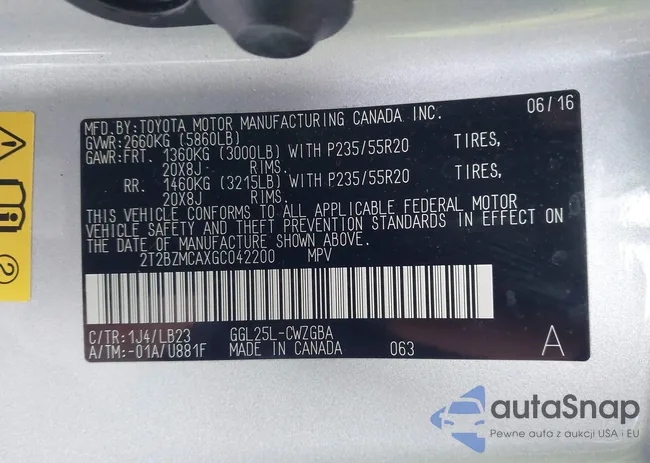 06/16
MFD.BY:TOYOTA MOTOR MANUFACTURING CANADA INC.
GVWR:2660KG (5860LB)
GAWR:FRT. 1360KG (3000LB) WITH P235/55R20 TIRES,
20X8J RIMS.
RR. 1460KG (3215LB) WITH P235/55R20 TIRES,
20X8J RIMS.
THIS VEHICLE CONFORMS TO ALL APPLICABLE FEDERAL MOTOR
VEHICLE SAFETY AND THEFT PREVENTION STANDARDS IN EFFECT ON
THE DATE OF MANUFACTURE SHOWN ABOVE.
2T2BZMCAXGC042200 MPV
C/TR:1J4/LB23 GGL25L-CWZGBA
A/TM:-01A/U881F MADE IN CANADA 063 A
2
autaSnap
Pewne auta z aukcji USA i EU